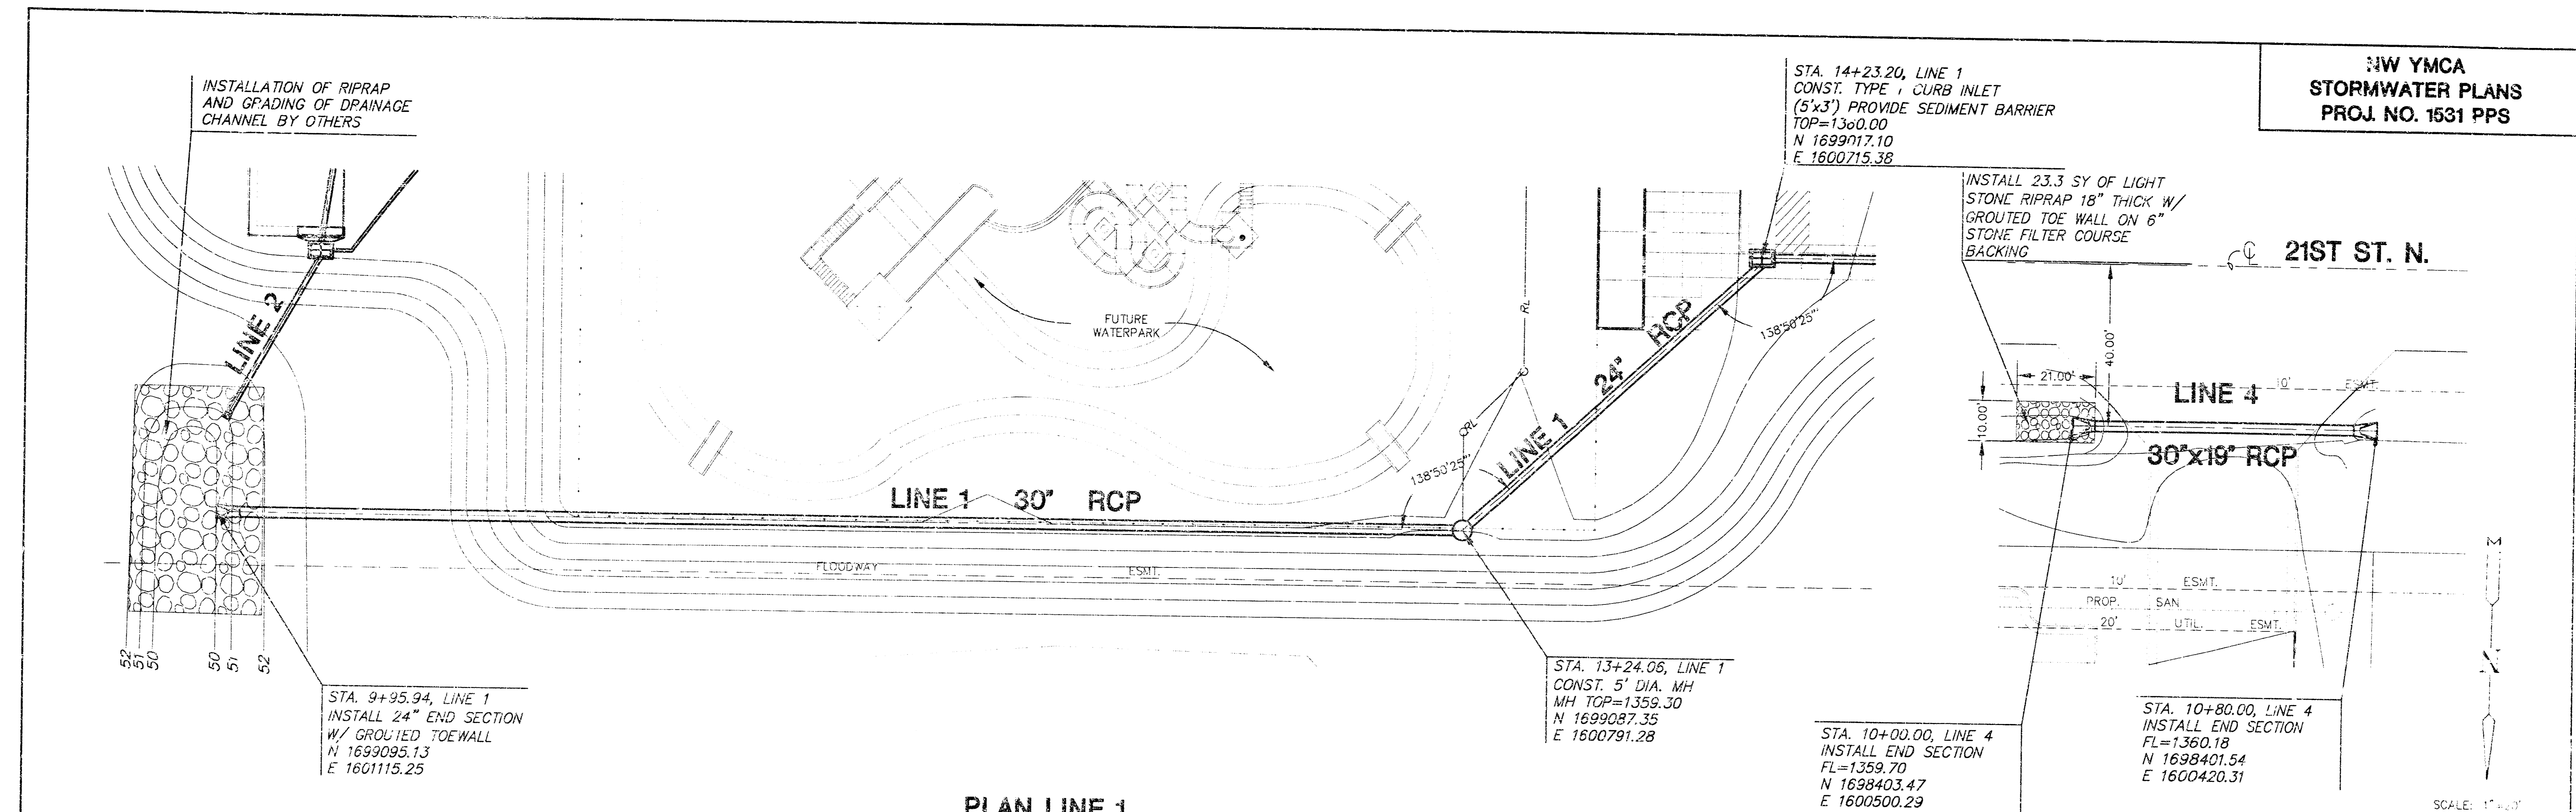 NW YMCA
STORMWATER PLANS
PROJ. NO. 1531 PPS
INSTALLATION OF RIPRAP
AND GRADING OF DRAINAGE
CHANNEL BY OTHERS
STA. 14+23.20, LINE 1
CONST. TYPE 1 CURB INLET
(5'x3') PROVIDE SEDIMENT BARRIER
TOP=1360.00
N 1699017.10
E 1600715.38
INSTALL 23.3 SY OF LIGHT
STONE RIPRAP 18" THICK W/
GROUTED TOE WALL ON 6"
STONE FILTER COURSE
BACKING
℄ 21ST ST. N.
LINE 2
FUTURE
WATERPARK
RL
RL
138°50'25"
138°50'25"
LINE 1 24" RCP
LINE 1 30" RCP
40.00'
21.00'
10.00'
LINE 4
10' ESMT.
30"x19" RCP
FLOODWAY ESMT.
10' ESMT.
PROP. SAN
20' UTIL. ESMT.
52
51
50
50
51
52
STA. 9+95.94, LINE 1
INSTALL 24" END SECTION
W/ GROUTED TOEWALL
N 1699095.13
E 1601115.25
STA. 13+24.06, LINE 1
CONST. 5' DIA. MH
MH TOP=1359.30
N 1699087.35
E 1600791.28
STA. 10+00.00, LINE 4
INSTALL END SECTION
FL=1359.70
N 1698403.47
E 1600500.29
STA. 10+80.00, LINE 4
INSTALL END SECTION
FL=1360.18
N 1698401.54
E 1600420.31
N
SCALE: 1"=20'
PLAN LINE 1